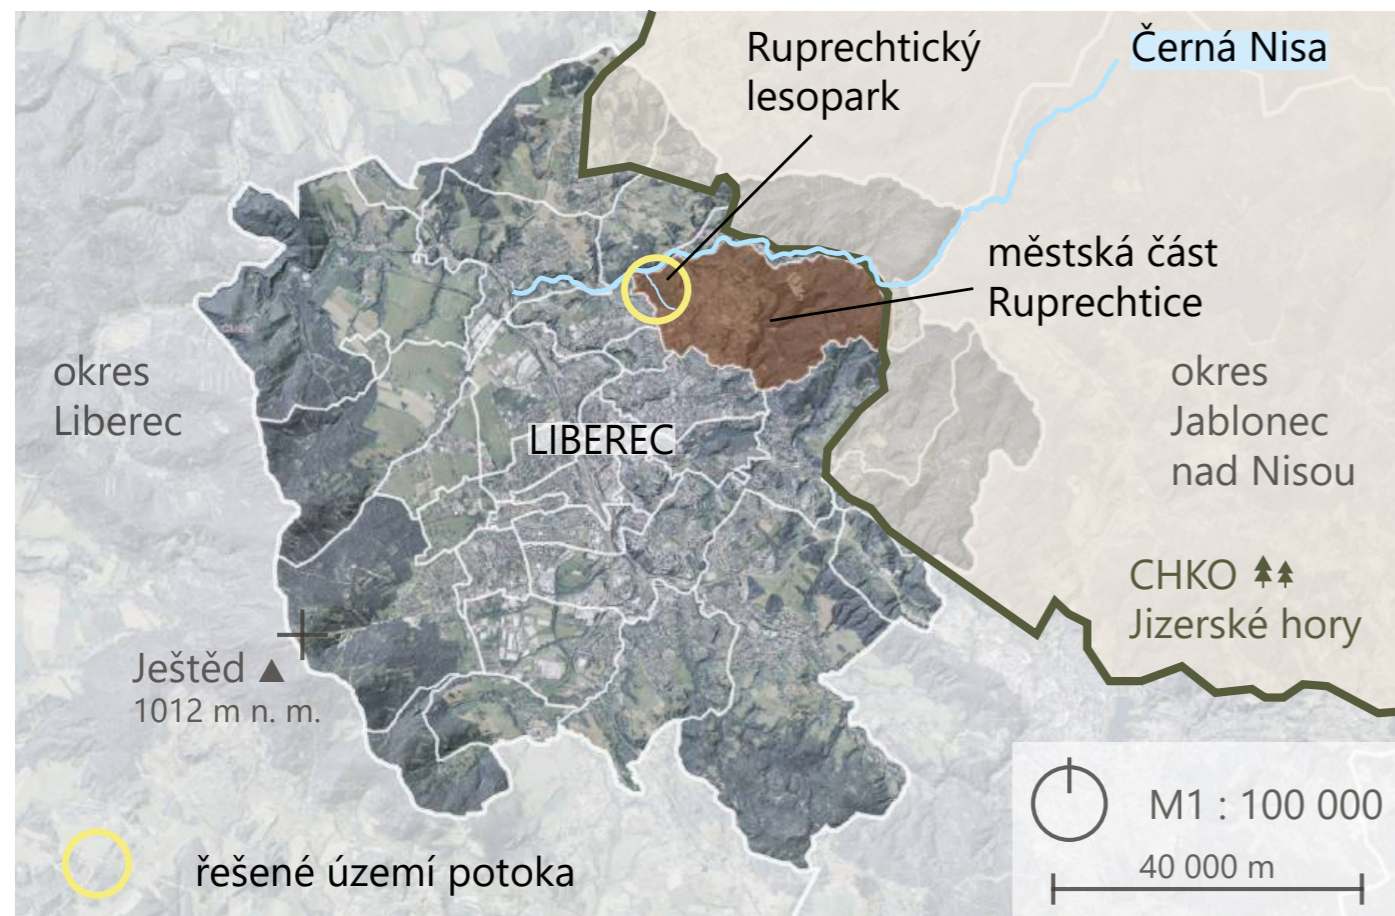 Ruprechtický
lesopark
Černá Nisa
městská část
Ruprechtice
okres
Liberec
okres
Jablonec
nad Nisou
LIBEREC
CHKO
Jizerské hory
Ještěd
1012 m n. m.
M1 : 100 000
40 000 m
řešené území potoka